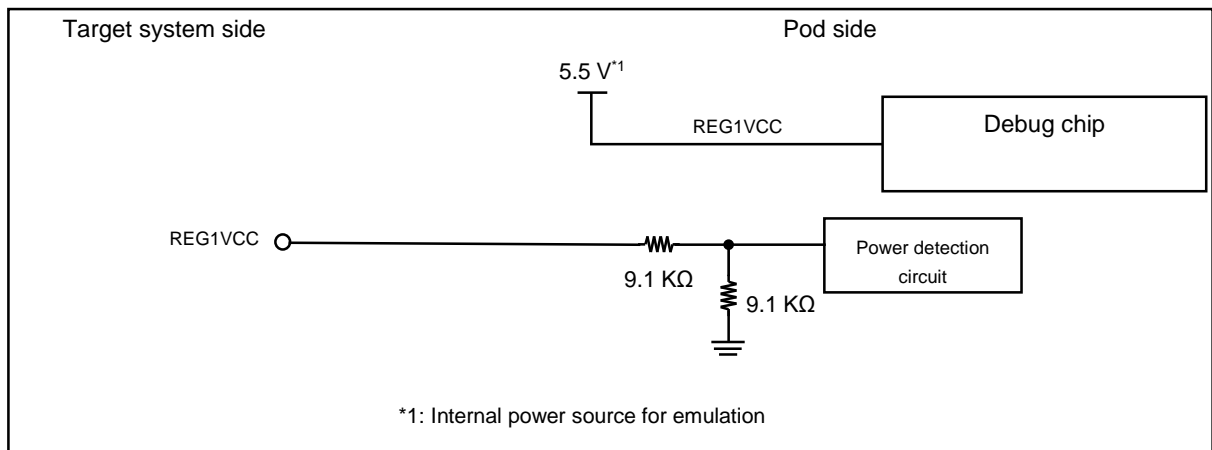 Target system side
Pod side
5.5 V*1
REG1VCC
Debug chip
REG1VCC
9.1 KΩ
9.1 KΩ
Power detection
circuit
*1: Internal power source for emulation